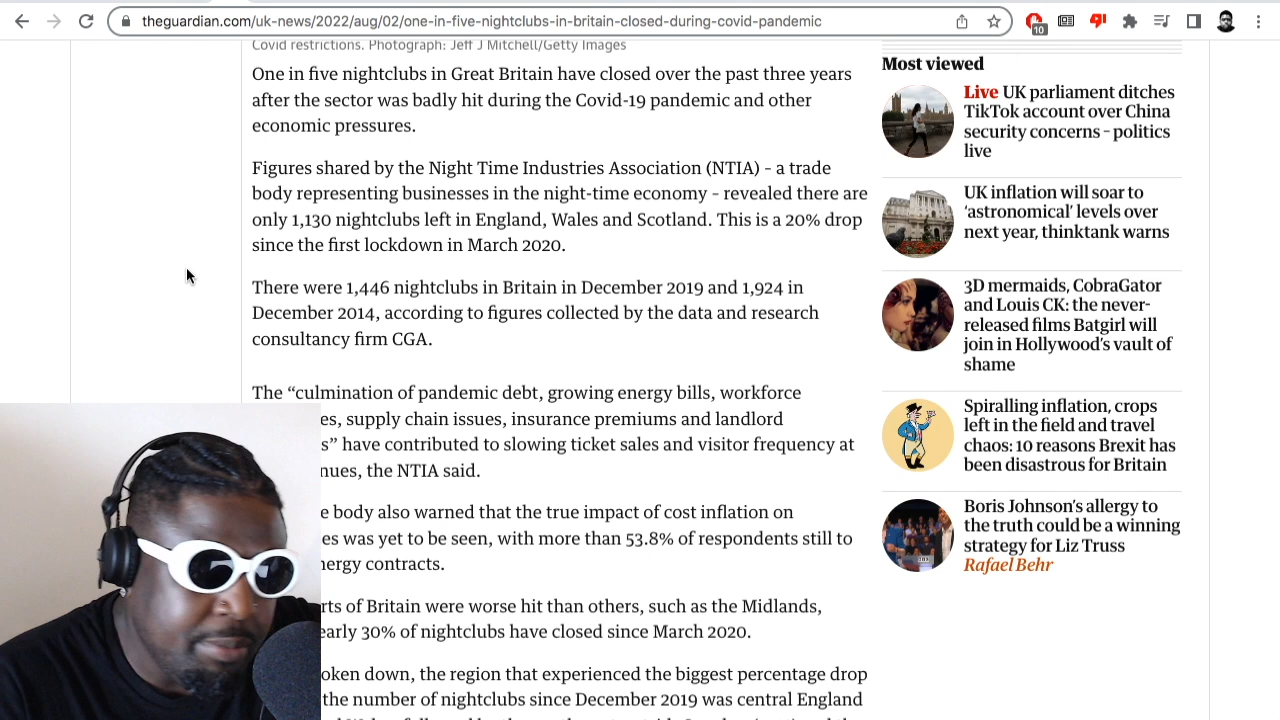 theguardian.com/uk-news/2022/aug/02/one-in-five-nightclubs-in-britain-closed-during-covid-pandemic
10
Covid restrictions. Photograph: Jeff J Mitchell/Getty Images
One in five nightclubs in Great Britain have closed over the past three years
after the sector was badly hit during the Covid-19 pandemic and other
economic pressures.
Figures shared by the Night Time Industries Association (NTIA) – a trade
body representing businesses in the night-time economy – revealed there are
only 1,130 nightclubs left in England, Wales and Scotland. This is a 20% drop
since the first lockdown in March 2020.
There were 1,446 nightclubs in Britain in December 2019 and 1,924 in
December 2014, according to figures collected by the data and research
consultancy firm CGA.
The “culmination of pandemic debt, growing energy bills, workforce
es, supply chain issues, insurance premiums and landlord
s” have contributed to slowing ticket sales and visitor frequency at
nues, the NTIA said.
e body also warned that the true impact of cost inflation on
es was yet to be seen, with more than 53.8% of respondents still to
nergy contracts.
rts of Britain were worse hit than others, such as the Midlands,
early 30% of nightclubs have closed since March 2020.
oken down, the region that experienced the biggest percentage drop
the number of nightclubs since December 2019 was central England
Most viewed
Live UK parliament ditches
TikTok account over China
security concerns – politics
live
UK inflation will soar to
‘astronomical’ levels over
next year, thinktank warns
3D mermaids, CobraGator
and Louis CK: the never-
released films Batgirl will
join in Hollywood’s vault of
shame
Spiralling inflation, crops
left in the field and travel
chaos: 10 reasons Brexit has
been disastrous for Britain
Boris Johnson’s allergy to
the truth could be a winning
strategy for Liz Truss
Rafael Behr